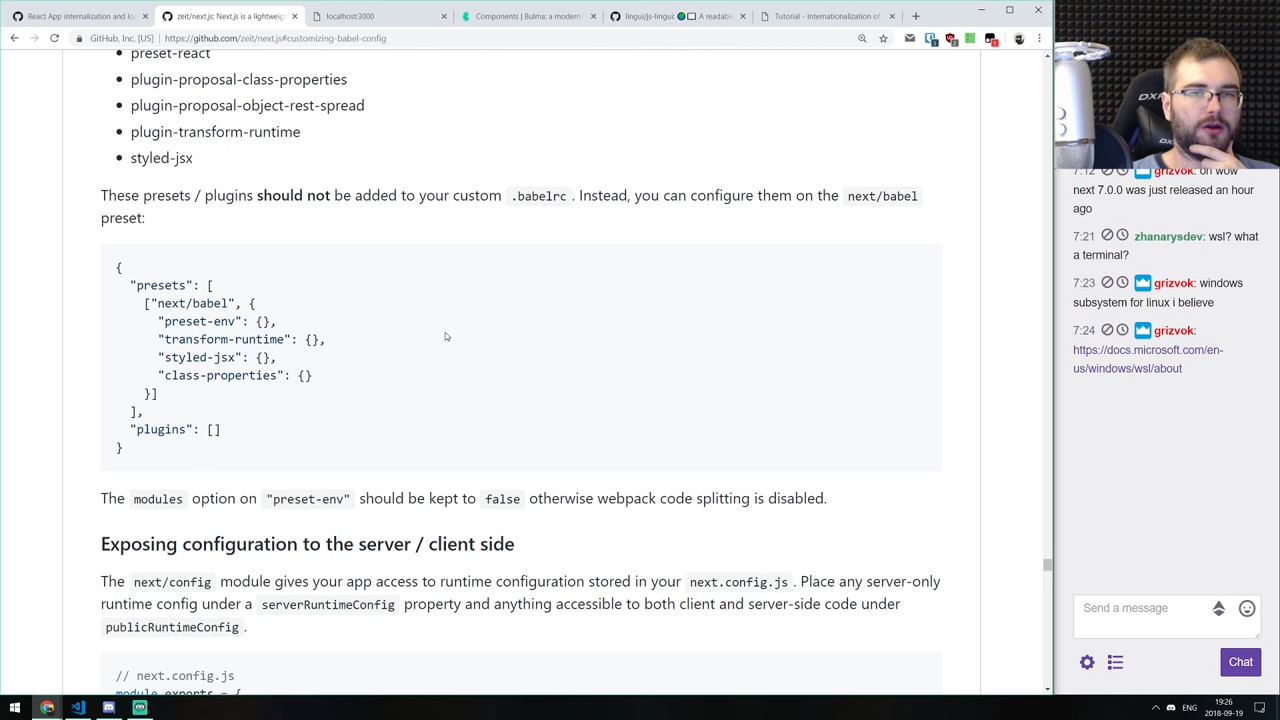 React App internalization and lo
zeit/next.js: Next.js is a lightweigh
localhost:3000
Components | Bulma: a modern
lingui/js-lingui: A readabl
Tutorial - Internationalization of
GitHub, Inc. [US] | https://github.com/zeit/next.js#customizing-babel-config
preset-react
plugin-proposal-class-properties
plugin-proposal-object-rest-spread
plugin-transform-runtime
styled-jsx
These presets / plugins should not be added to your custom .babelrc. Instead, you can configure them on the next/babel
preset:
{
"presets": [
["next/babel", {
"preset-env": {},
"transform-runtime": {},
"styled-jsx": {},
"class-properties": {}
}]
],
"plugins": []
}
The modules option on "preset-env" should be kept to false otherwise webpack code splitting is disabled.
Exposing configuration to the server / client side
The next/config module gives your app access to runtime configuration stored in your next.config.js. Place any server-only
runtime config under a serverRuntimeConfig property and anything accessible to both client and server-side code under
publicRuntimeConfig.
// next.config.js
module.exports = {
DX
7:12 grizvok: oh wow
next 7.0.0 was just released an hour
ago
7:21 zhanarysdev: wsl? what
a terminal?
7:23 grizvok: windows
subsystem for linux i believe
7:24 grizvok:
https://docs.microsoft.com/en-
us/windows/wsl/about
Send a message
Chat
ENG
19:26
2018-09-19